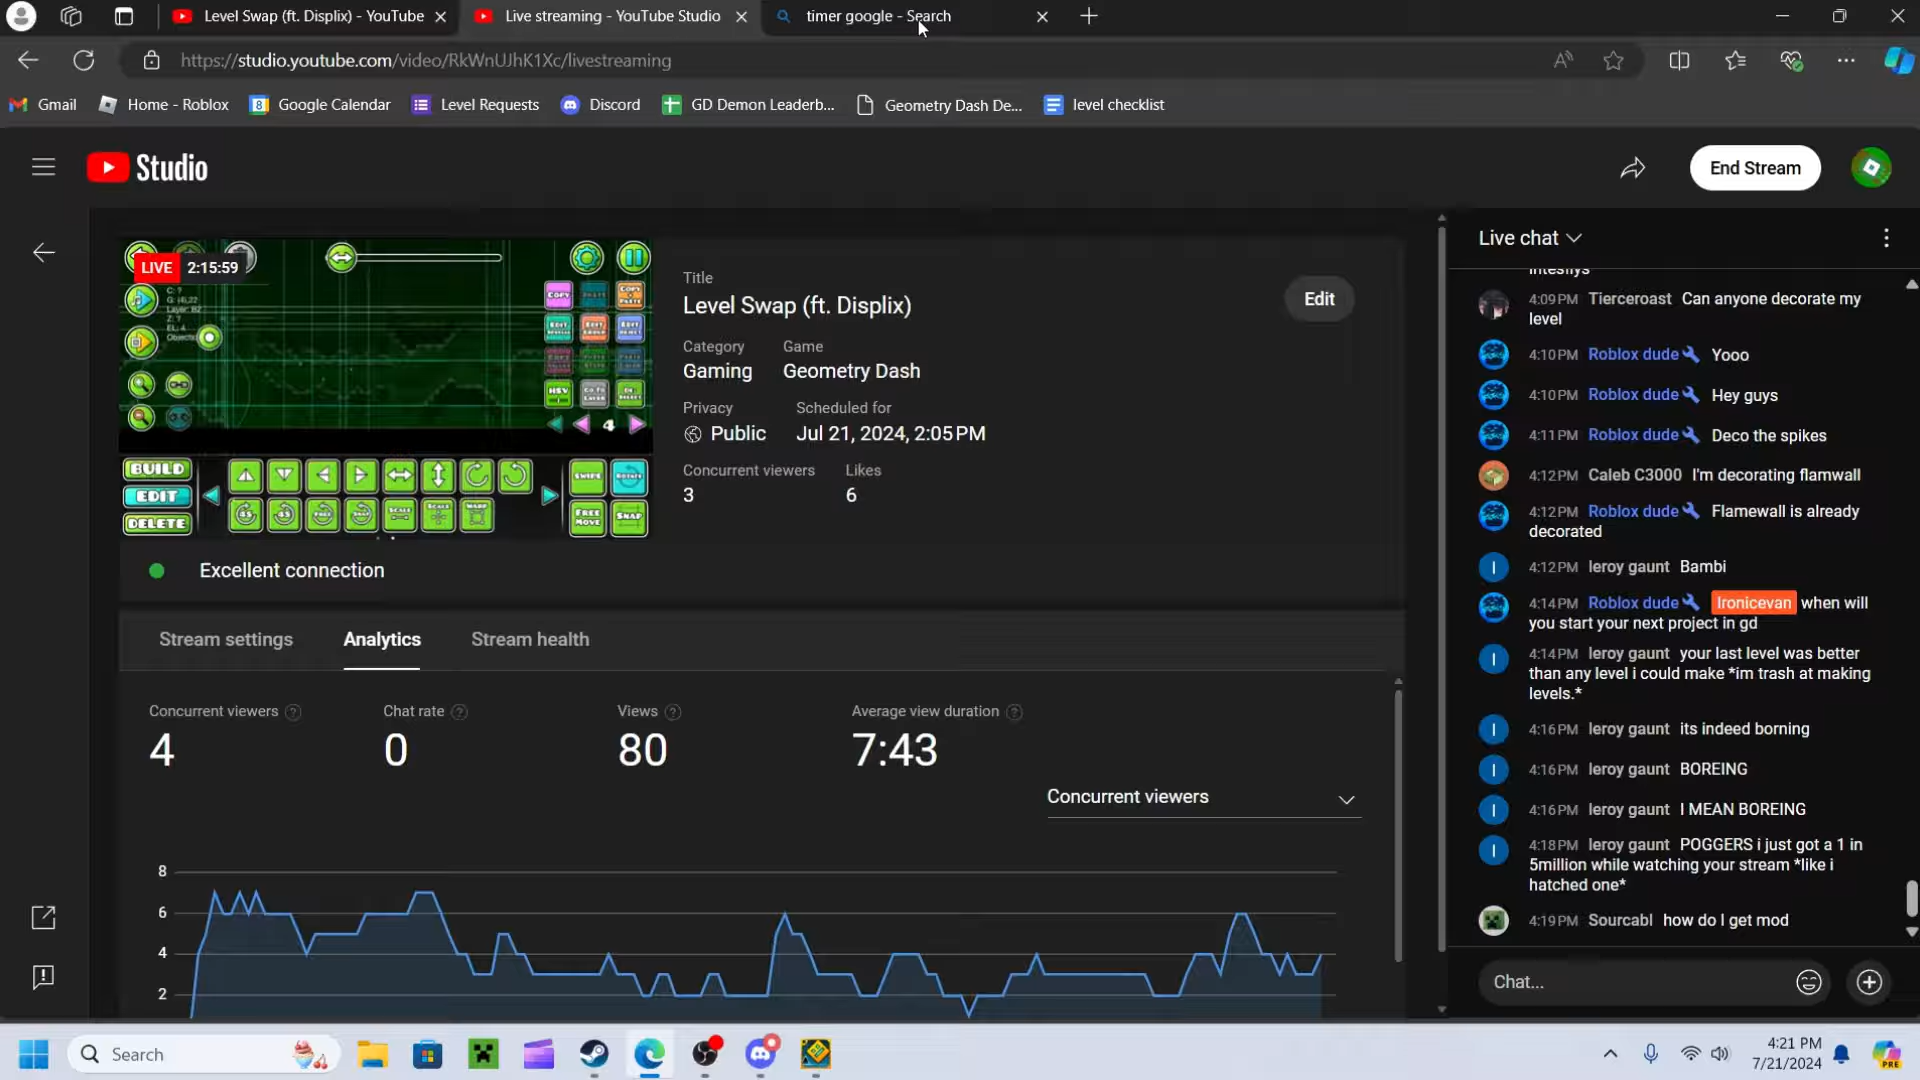 Level Swap (ft. Displix) - YouTube
Live streaming - YouTube Studio
timer google - Search
https://studio.youtube.com/video/RkWnUJhK1Xc/livestreaming
Gmail
Home - Roblox
Google Calendar
Level Requests
Discord
GD Demon Leaderb...
Geometry Dash De...
level checklist
Studio
End Stream
LIVE 2:15:59
COPY
BUILD
EDIT
DELETE
SWIPE
ROTATE
FREE MOVE
SNAP
4
Title
Level Swap (ft. Displix)
Edit
Category
Game
Gaming
Geometry Dash
Privacy
Scheduled for
Public
Jul 21, 2024, 2:05 PM
Concurrent viewers
Likes
3
6
Excellent connection
Stream settings
Analytics
Stream health
Concurrent viewers
Chat rate
Views
Average view duration
4
0
80
7:43
Concurrent viewers
8
6
4
2
Live chat
4:09 PM Tierceroast Can anyone decorate my
level
4:10 PM Roblox dude Yooo
4:10 PM Roblox dude Hey guys
4:11 PM Roblox dude Deco the spikes
4:12 PM Caleb C3000 I'm decorating flamwall
4:12 PM Roblox dude Flamewall is already
decorated
4:12 PM leroy gaunt Bambi
4:14 PM Roblox dude Ironicevan when will
you start your next project in gd
4:14 PM leroy gaunt your last level was better
than any level i could make *im trash at making
levels.*
4:16 PM leroy gaunt its indeed borning
4:16 PM leroy gaunt BOREING
4:16 PM leroy gaunt I MEAN BOREING
4:18 PM leroy gaunt POGGERS i just got a 1 in
5million while watching your stream *like i
hatched one*
4:19 PM Sourcabl how do I get mod
Chat...
Search
4:21 PM
7/21/2024